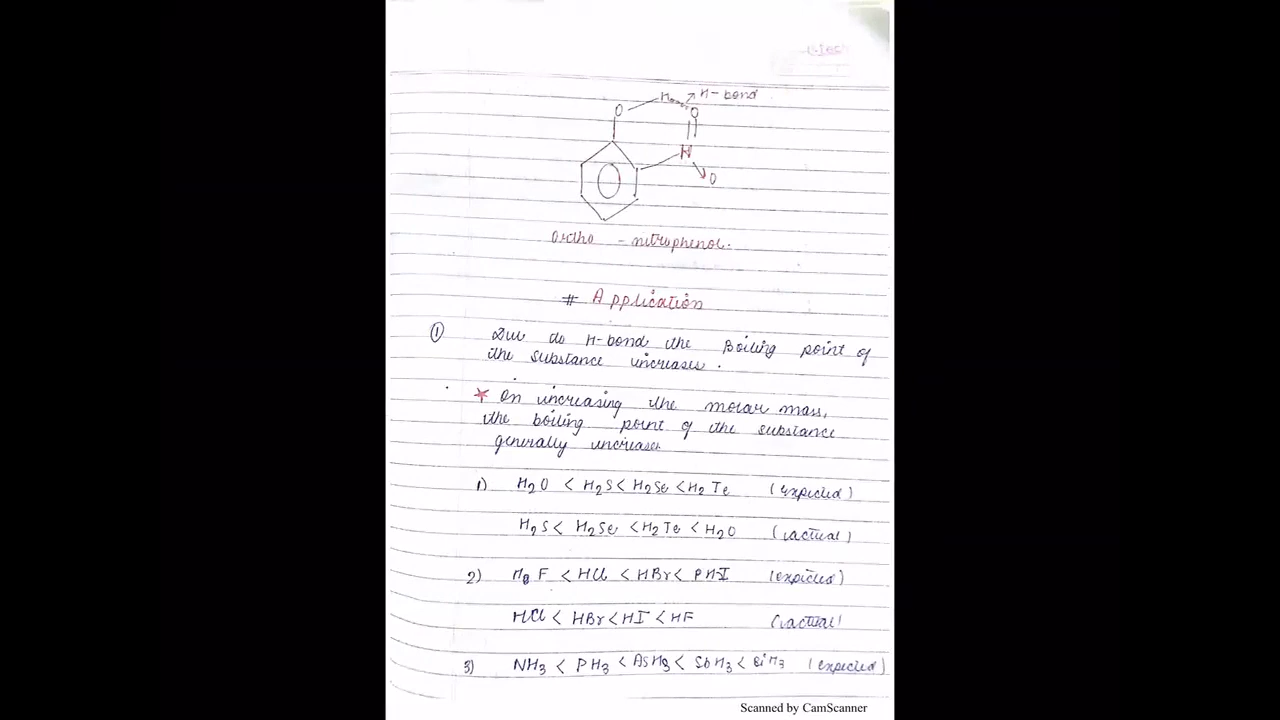 H-bond
O H O
N
O
Ortho - nitrophenol.
# Application
① Due to H-bond the Boiling point of
the substance increases.
* On increasing the molar mass,
the boiling point of the substance
generally increases
1) H₂O < H₂S < H₂Se < H₂Te (expected)
H₂S < H₂Se < H₂Te < H₂O (actual)
2) F < HCl < HBr < HI (expected)
HCl < HBr < HI < HF (actual)
3) NH₃ < PH₃ < AsH₃ < SbH₃ < BiH₃ (expected)
Scanned by CamScanner